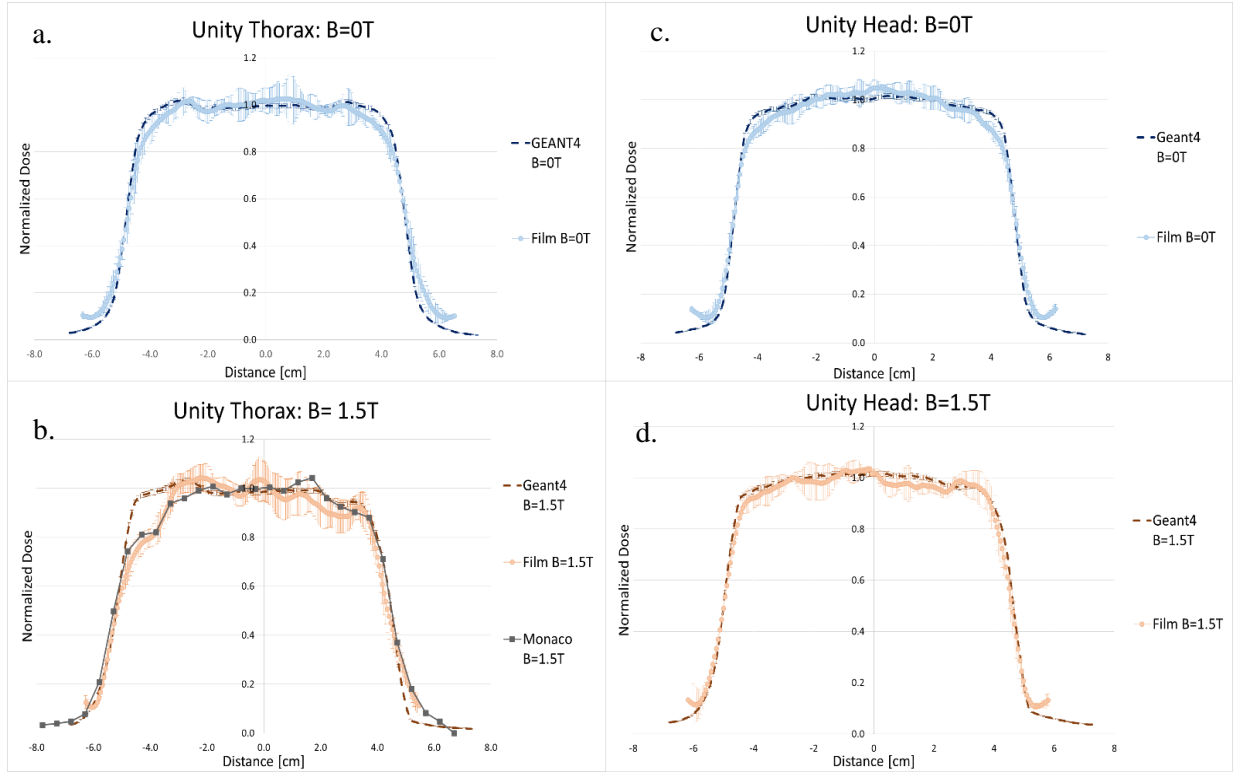 a.
Unity Thorax: B=0T
1.2
1.0
0.8
0.6
0.4
0.2
0.0
-8.0 -6.0 -4.0 -2.0 0.0 2.0 4.0 6.0 8.0
Distance [cm]
Normalized Dose
GEANT4
B=0T
Film B=0T
c.
Unity Head: B=0T
1.2
1.0
0.8
0.6
0.4
0.2
0.0
-8 -6 -4 -2 0 2 4 6 8
Distance [cm]
Normalized Dose
Geant4
B=0T
Film B=0T
b.
Unity Thorax: B= 1.5T
1.2
1.0
0.8
0.6
0.4
0.2
0.0
-8.0 -6.0 -4.0 -2.0 0.0 2.0 4.0 6.0 8.0
Distance [cm]
Normalized Dose
Geant4
B=1.5T
Film B=1.5T
Monaco
B=1.5T
d.
Unity Head: B=1.5T
1.2
1.0
0.8
0.6
0.4
0.2
0.0
-8 -6 -4 -2 0 2 4 6 8
Distance [cm]
Normalized Dose
Geant4
B=1.5T
Film B=1.5T